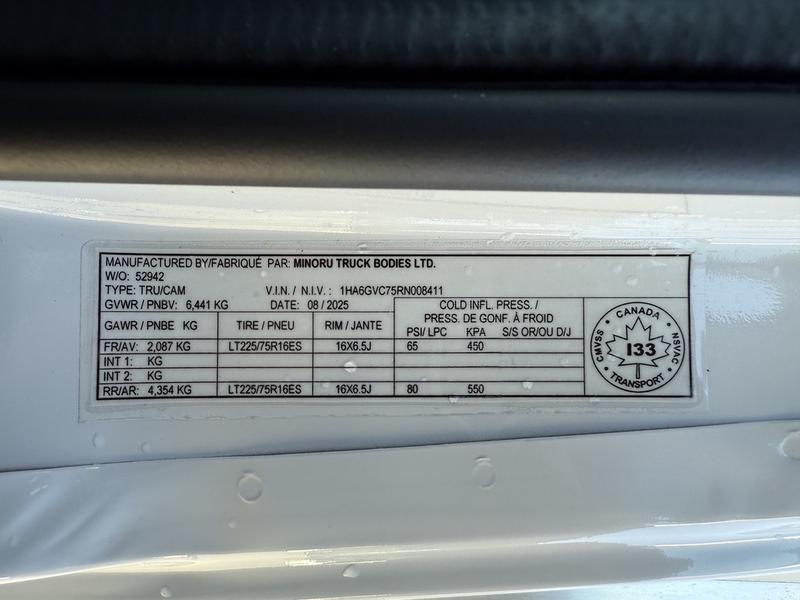 MANUFACTURED BY/FABRIQUÉ PAR: MINORU TRUCK BODIES LTD.
W/O: 52942
TYPE: TRU/CAM V.I.N. / N.I.V. : 1HA6GVC75RN008411
GVWR / PNBV: 6,441 KG DATE: 08 / 2025
COLD INFL. PRESS. /
PRESS. DE GONF. À FROID
GAWR / PNBE KG TIRE / PNEU RIM / JANTE PSI/ LPC KPA S/S OR/OU D/J
FR/AV: 2,087 KG LT225/75R16ES 16X6.5J 65 450
INT 1: KG
INT 2: KG
RR/AR: 4,354 KG LT225/75R16ES 16X6.5J 80 550
CANADA
CMVSS 133 NSVAC
TRANSPORT